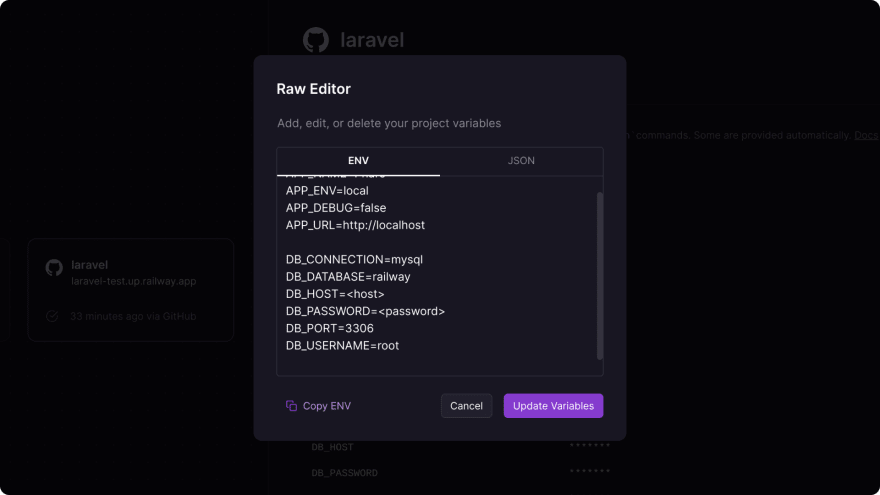 laravel
Raw Editor
Add, edit, or delete your project variables
commands. Some are provided automatically. Docs
ENV
JSON
APP_ENV=local
APP_DEBUG=false
APP_URL=http://localhost
DB_CONNECTION=mysql
DB_DATABASE=railway
DB_HOST=<host>
DB_PASSWORD=<password>
DB_PORT=3306
DB_USERNAME=root
laravel
laravel-test.up.railway.app
33 minutes ago via GitHub
Copy ENV
Cancel
Update Variables
DB_HOST
*******
DB_PASSWORD
*******